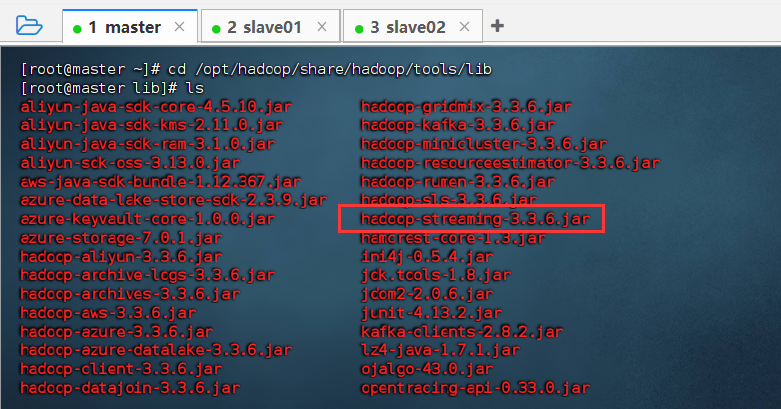 1 master × 2 slave01 × 3 slave02 × +
[root@master ~]# cd /opt/hadoop/share/hadoop/tools/lib
[root@master lib]# ls
aliyun-java-sdk-core-4.5.10.jar hadoop-gridmix-3.3.6.jar
aliyun-java-sdk-kms-2.11.0.jar hadoop-kafka-3.3.6.jar
aliyun-java-sdk-ram-3.1.0.jar hadoop-minicluster-3.3.6.jar
aliyun-sdk-oss-3.13.0.jar hadoop-resourceestimator-3.3.6.jar
aws-java-sdk-bundle-1.12.367.jar hadoop-rumen-3.3.6.jar
azure-data-lake-store-sdk-2.3.9.jar hadoop-sls-3.3.6.jar
azure-keyvault-core-1.0.0.jar hadoop-streaming-3.3.6.jar
azure-storage-7.0.1.jar hamcrest-core-1.3.jar
hadoop-aliyun-3.3.6.jar ini4j-0.5.4.jar
hadoop-archive-logs-3.3.6.jar jdk.tools-1.8.jar
hadoop-archives-3.3.6.jar jcom2-2.0.6.jar
hadoop-aws-3.3.6.jar junit-4.13.2.jar
hadoop-azure-3.3.6.jar kafka-clients-2.8.2.jar
hadoop-azure-datalake-3.3.6.jar lz4-java-1.7.1.jar
hadoop-client-3.3.6.jar ojalgo-43.0.jar
hadoop-datajoin-3.3.6.jar opentracing-api-0.33.0.jar